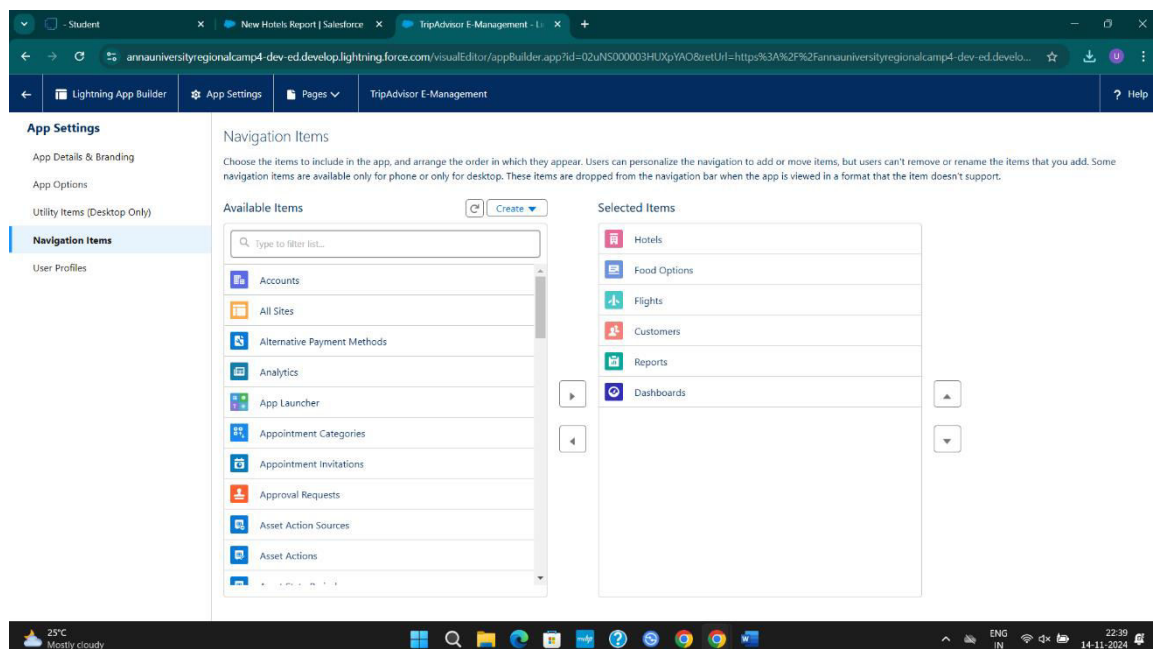 - Student
New Hotels Report | Salesforce
TripAdvisor E-Management - Li
annauniversityregionalcamp4-dev-ed.develop.lightning.force.com/visualEditor/appBuilder.app?id=02uNS000003HUXpYAO&retUrl=https%3A%2F%2Fannauniversityregionalcamp4-dev-ed.develo...
Lightning App Builder
App Settings
Pages
TripAdvisor E-Management
? Help
App Settings
App Details & Branding
App Options
Utility Items (Desktop Only)
Navigation Items
User Profiles
Navigation Items
Choose the items to include in the app, and arrange the order in which they appear. Users can personalize the navigation to add or move items, but users can't remove or rename the items that you add. Some
navigation items are available only for phone or only for desktop. These items are dropped from the navigation bar when the app is viewed in a format that the item doesn't support.
Available Items
Create
Type to filter list...
Accounts
All Sites
Alternative Payment Methods
Analytics
App Launcher
Appointment Categories
Appointment Invitations
Approval Requests
Asset Action Sources
Asset Actions
Selected Items
Hotels
Food Options
Flights
Customers
Reports
Dashboards
25°C
Mostly cloudy
ENG
IN
22:39
14-11-2024